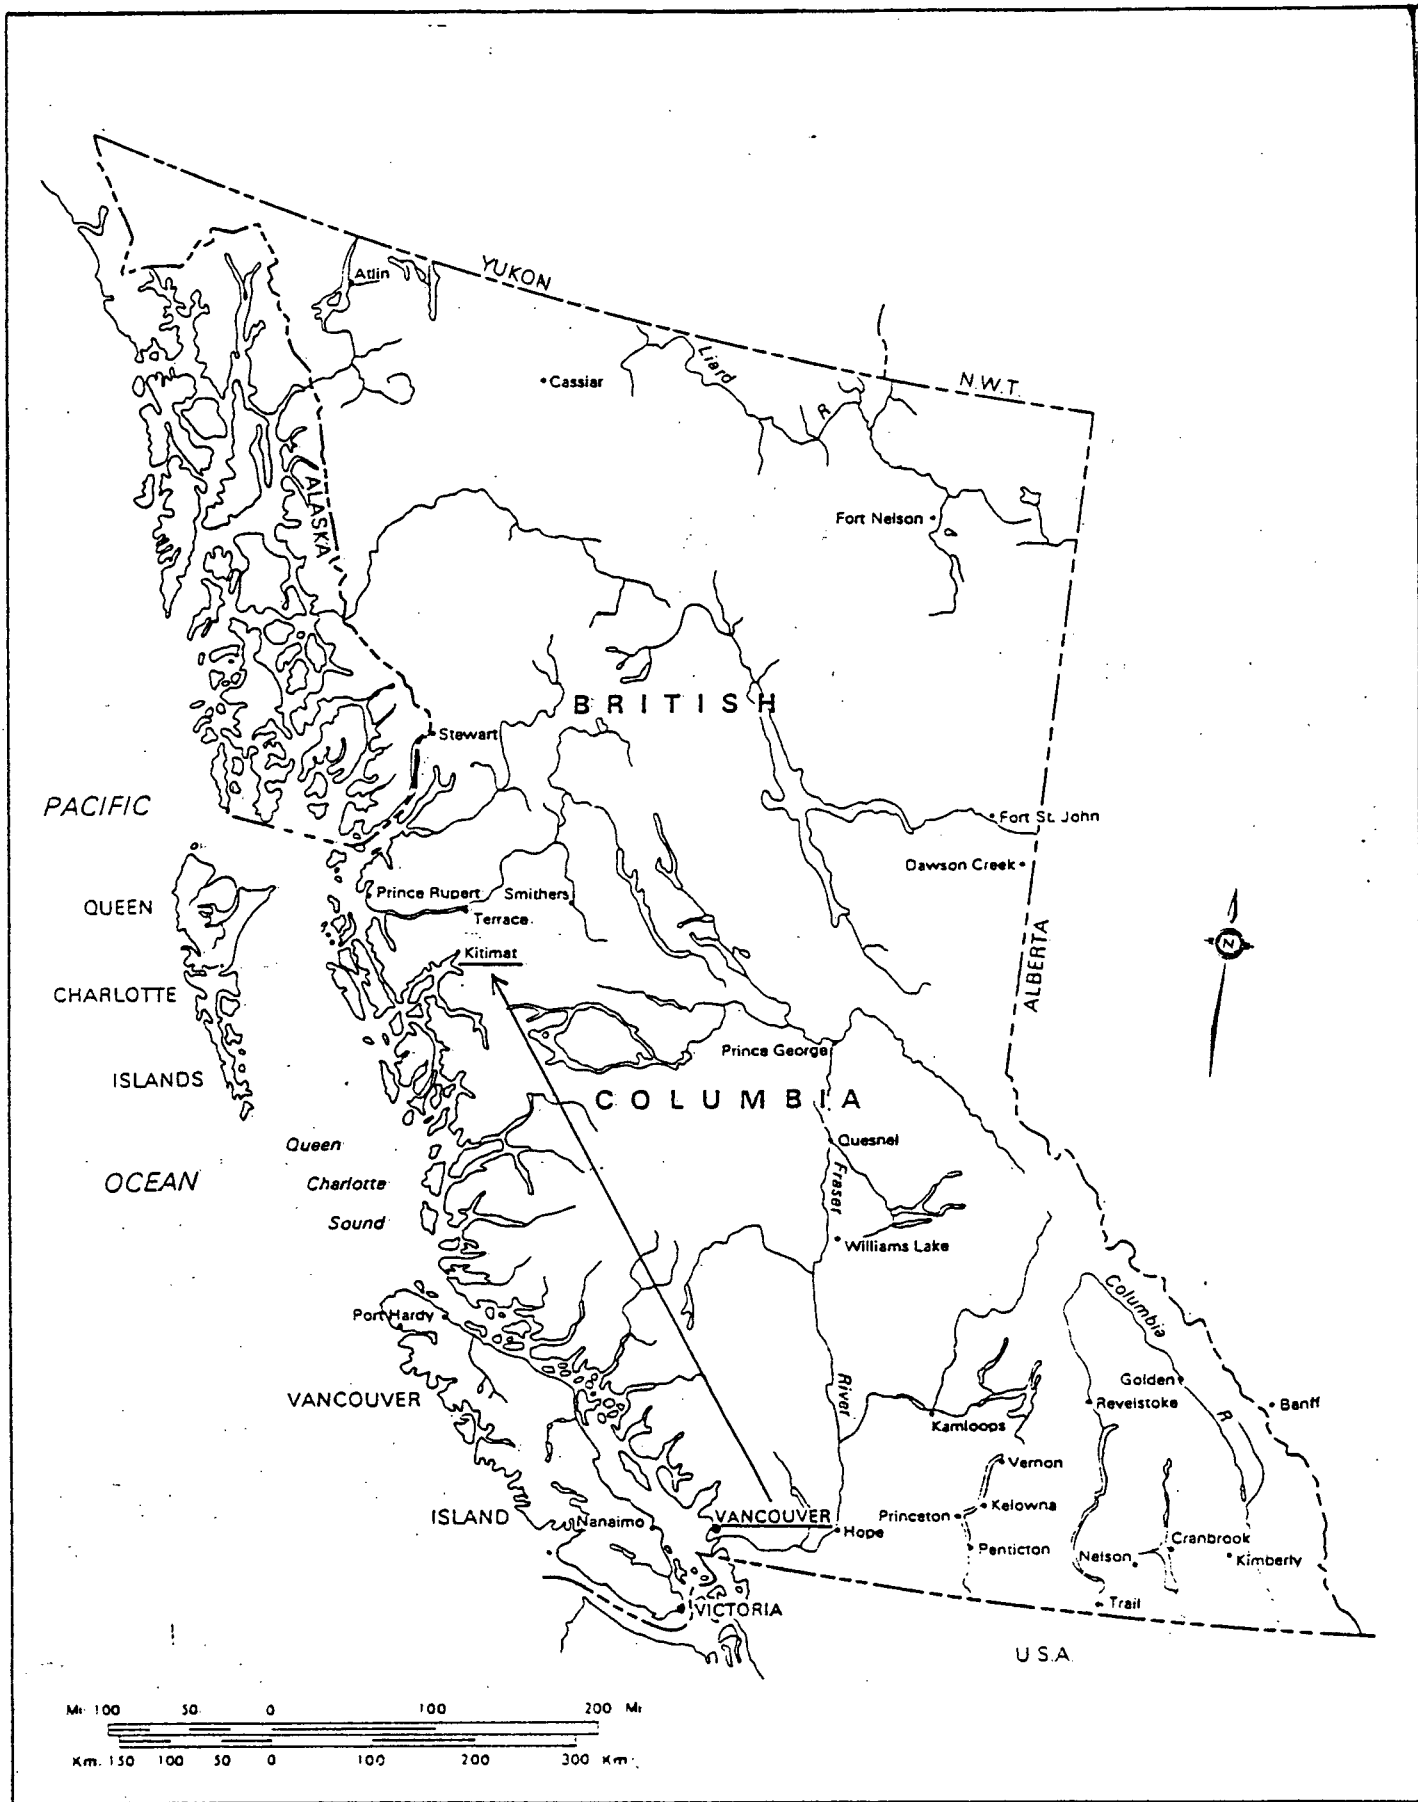 YUKON
Atlin
Liard
R
N.W.T.
Cassiar
ALASKA
Fort Nelson
BRITISH
Stewart
PACIFIC
Fort St. John
Dawson Creek
QUEEN
Prince Rupert
Smithers
Terrace
ALBERTA
N
Kitimat
CHARLOTTE
Prince George
ISLANDS
COLUMBIA
Queen
Quesnel
OCEAN
Charlotte
Fraser
Sound
Williams Lake
Columbia
Port Hardy
River
Golden
VANCOUVER
Revelstoke
R
Banff
Kamloops
Vernon
ISLAND
Nanaimo
VANCOUVER
Hope
Princeton
Kelowna
Penticton
Nelson
Cranbrook
Kimberly
VICTORIA
Trail
U.S.A.
Mi 100 50 0 100 200 Mi
Km. 150 100 50 0 100 200 300 Km.